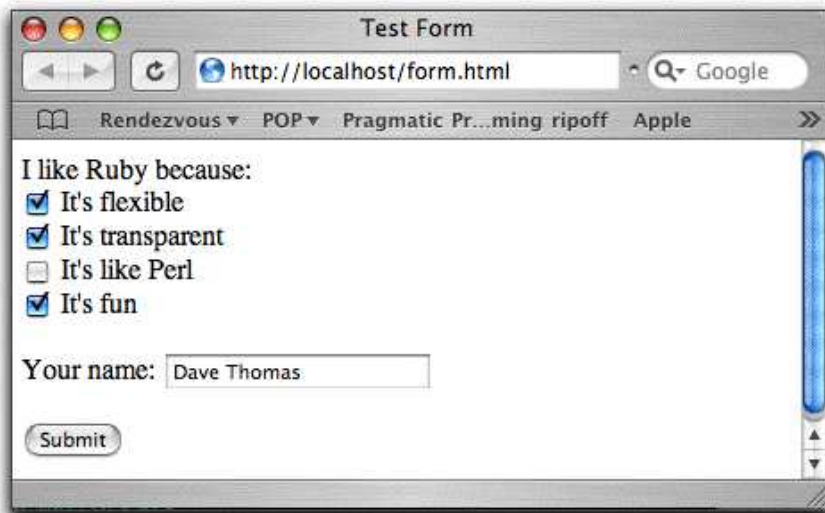 Test Form
http://localhost/form.html
Google
Rendezvous POP Pragmatic Pr...ming ripoff Apple
I like Ruby because:
It's flexible
It's transparent
It's like Perl
It's fun
Your name: Dave Thomas
Submit